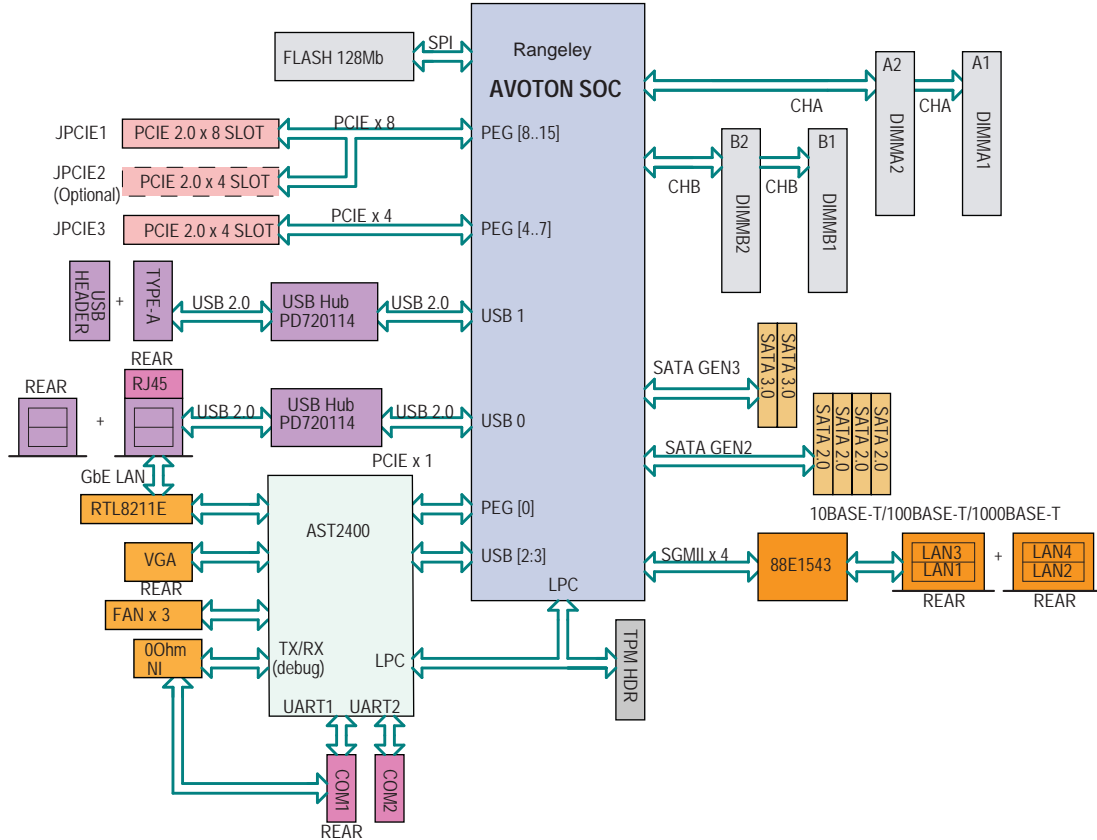 FLASH 128Mb
SPI
Rangeley
AVOTON SOC
A2
A1
CHA
CHA
DIMMA2
DIMMA1
JPCIE1
PCIE 2.0 x 8 SLOT
PCIE x 8
PEG [8..15]
B2
B1
CHB
CHB
DIMMB2
DIMMB1
JPCIE2
(Optional)
PCIE 2.0 x 4 SLOT
JPCIE3
PCIE 2.0 x 4 SLOT
PCIE x 4
PEG [4..7]
USB
HEADER
+
TYPE-A
USB 2.0
USB Hub
PD720114
USB 2.0
USB 1
SATA GEN3
SATA 3.0
SATA 3.0
REAR
REAR
RJ45
+
USB 2.0
USB Hub
PD720114
USB 2.0
USB 0
SATA GEN2
SATA 2.0
SATA 2.0
SATA 2.0
SATA 2.0
GbE LAN
PCIE x 1
RTL8211E
AST2400
PEG [0]
10BASE-T/100BASE-T/1000BASE-T
VGA
REAR
USB [2:3]
SGMII x 4
88E1543
LAN3
LAN1
REAR
+
LAN4
LAN2
REAR
LPC
FAN x 3
0Ohm
NI
TX/RX
(debug)
LPC
TPM HDR
UART1
UART2
COM1
COM2
REAR